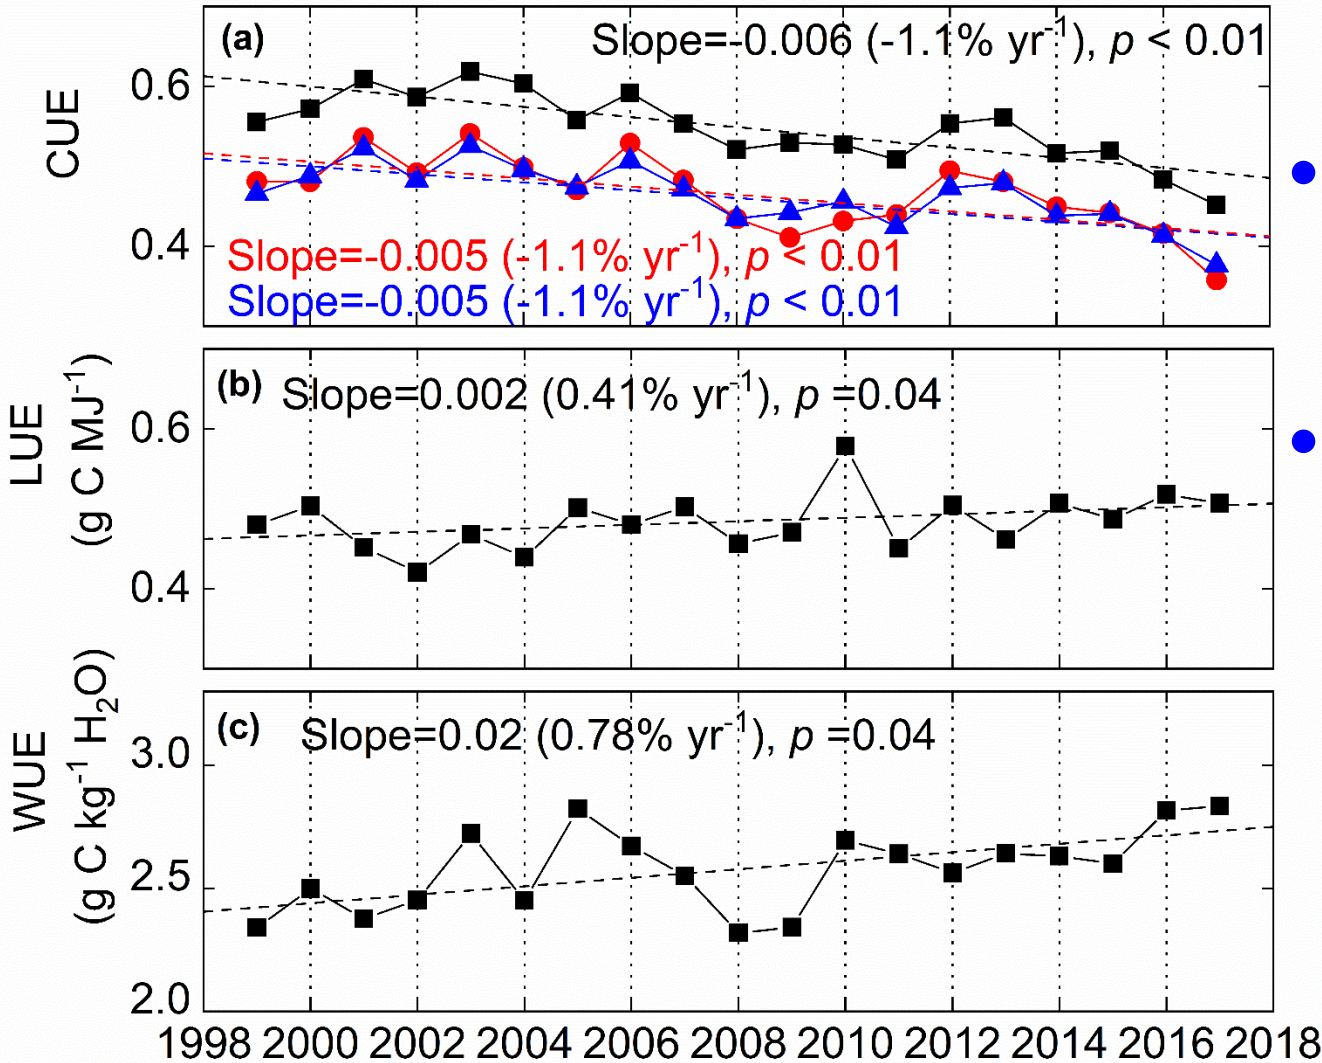 (a)
Slope=-0.006 (-1.1% yr⁻¹), p < 0.01
0.6
CUE
0.4
Slope=-0.005 (-1.1% yr⁻¹), p < 0.01
Slope=-0.005 (-1.1% yr⁻¹), p < 0.01
(b)
Slope=0.002 (0.41% yr⁻¹), p =0.04
0.6
LUE
(g C MJ⁻¹)
0.4
(c)
Slope=0.02 (0.78% yr⁻¹), p =0.04
3.0
WUE
(g C kg⁻¹ H₂O)
2.5
2.0
1998 2000 2002 2004 2006 2008 2010 2012 2014 2016 2018